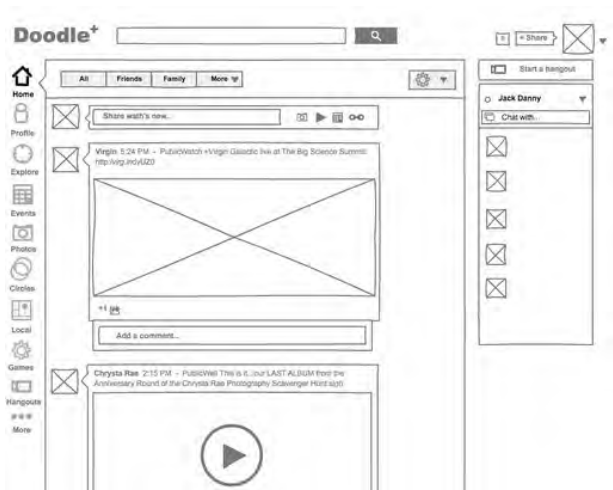 Doodle+
+ Share
Home
Profile
Explore
Events
Photos
Circles
Local
Games
Hangouts
More
All Friends Family More
Share wath's new...
Virgin 5:24 PM - PublicWatch +Virgin Galactic live at The Big Science Summit:
Add a comment...
Chrysta Rae 2:15 PM - PublicWell This is it...our LAST ALBUM from the
Anniversary Round of the Chrysta Rae Photography Scavenger Hunt
Start a hangout
Jack Danny
Chat with...